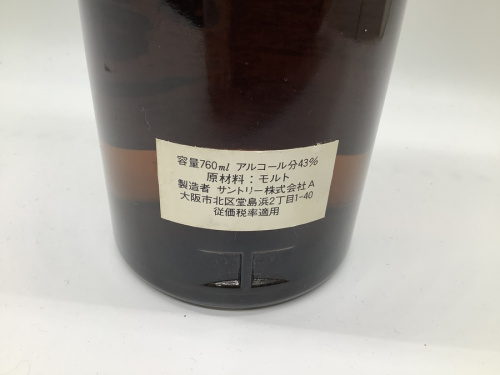 容量760ml アルコール分43%
原材料：モルト
製造者 サントリー株式会社A
大阪市北区堂島浜2丁目1-40
従価税率適用